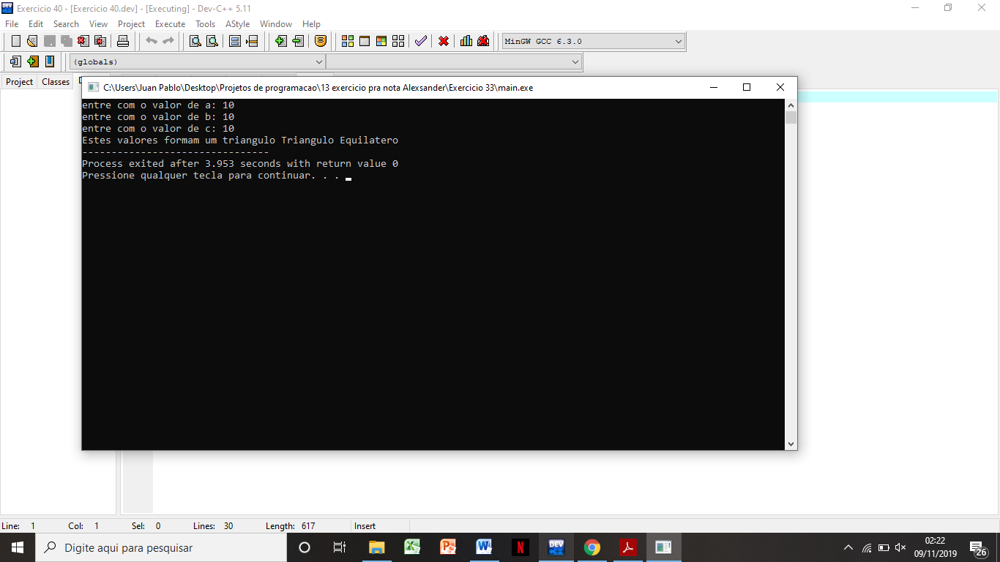 Exercicio 40 - [Exercicio 40.dev] - [Executing] - Dev-C++ 5.11
File Edit Search View Project Execute Tools AStyle Window Help
MinGW GCC 6.3.0
(globals)
Project Classes
C:\Users\Juan Pablo\Desktop\Projetos de programacao\13 exercicio pra nota Alexsander\Exercicio 33\main.exe
entre com o valor de a: 10
entre com o valor de b: 10
entre com o valor de c: 10
Estes valores formam um triangulo Triangulo Equilatero
--------------------------------
Process exited after 3.953 seconds with return value 0
Pressione qualquer tecla para continuar. . .
Line: 1 Col: 1 Sel: 0 Lines: 30 Length: 617 Insert
Digite aqui para pesquisar
DEV
02:22
09/11/2019
26